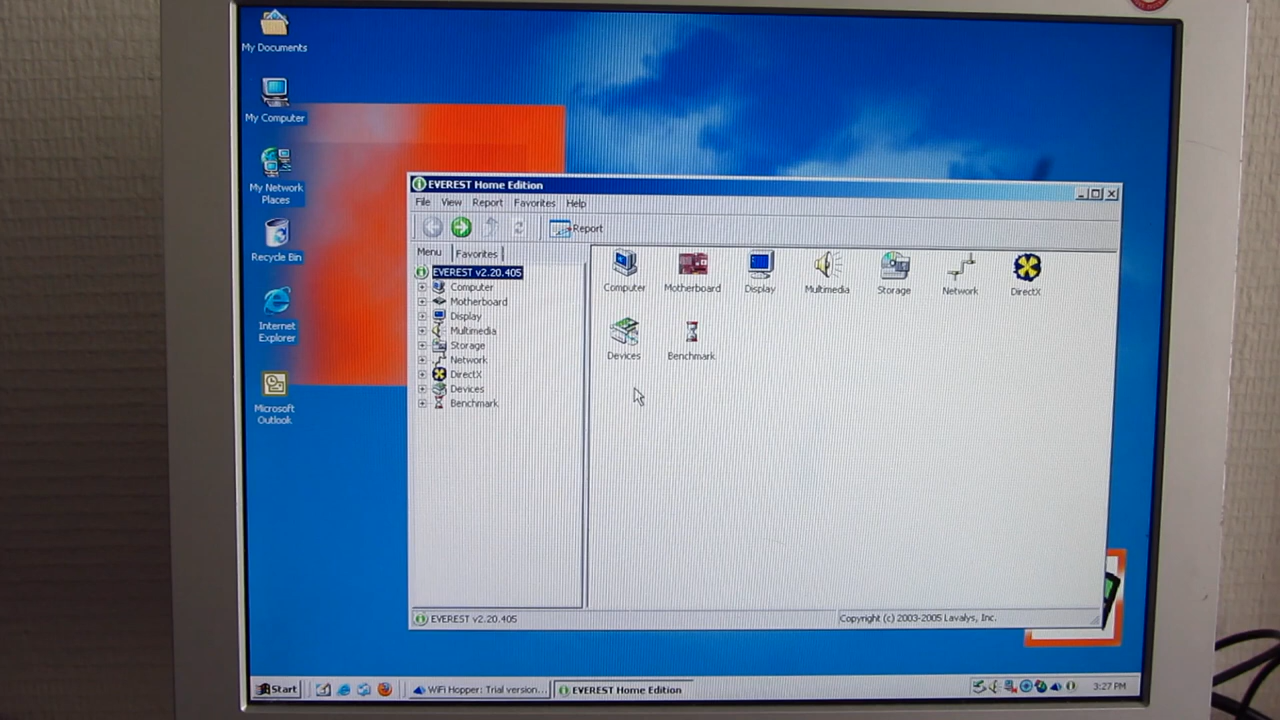 My Documents
My Computer
My Network
Places
Recycle Bin
Internet
Explorer
Microsoft
Outlook
EVEREST Home Edition
File View Report Favorites Help
Report
Menu Favorites
EVEREST v2.20.405
Computer
Motherboard
Display
Multimedia
Storage
Network
DirectX
Devices
Benchmark
Computer Motherboard Display Multimedia Storage Network DirectX
Devices Benchmark
EVEREST v2.20.405 Copyright (c) 2003-2005 Lavalys, Inc.
Start WiFi Hopper: Trial version... EVEREST Home Edition 3:27 PM